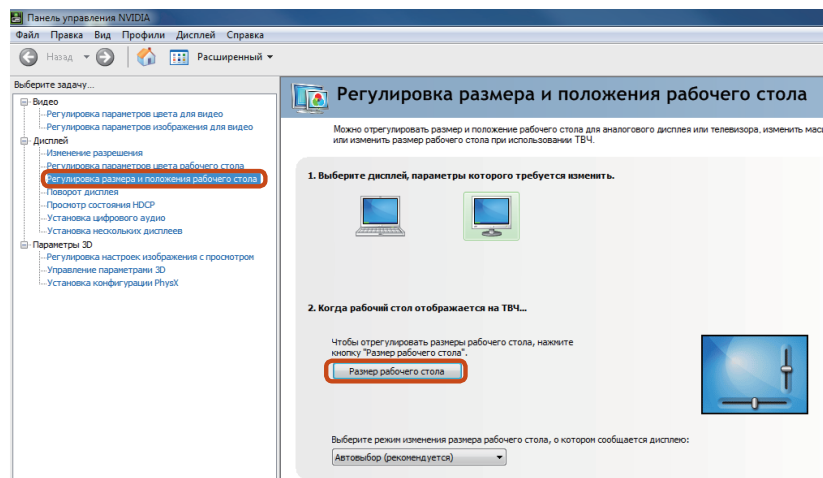 Панель управления NVIDIA
Файл Правка Вид Профили Дисплей Справка
Назад Расширенный
Выберите задачу...
Видео
Регулировка параметров цвета для видео
Регулировка параметров изображения для видео
Дисплей
Изменение разрешения
Регулировка параметров цвета рабочего стола
Регулировка размера и положения рабочего стола
Поворот дисплея
Просмотр состояния HDCP
Установка цифрового аудио
Установка нескольких дисплеев
Параметры 3D
Регулировка настроек изображения с просмотром
Управление параметрами 3D
Установка конфигурации PhysX
Регулировка размера и положения рабочего стола
Можно отрегулировать размер и положение рабочего стола для аналогового дисплея или телевизора, изменить мас
или изменить размер рабочего стола при использовании ТВЧ.
1. Выберите дисплей, параметры которого требуется изменить.
2. Когда рабочий стол отображается на ТВЧ...
Чтобы отрегулировать размеры рабочего стола, нажмите
кнопку "Размер рабочего стола".
Размер рабочего стола
Выберите режим изменения размера рабочего стола, о котором сообщается дисплею:
Автовыбор (рекомендуется)